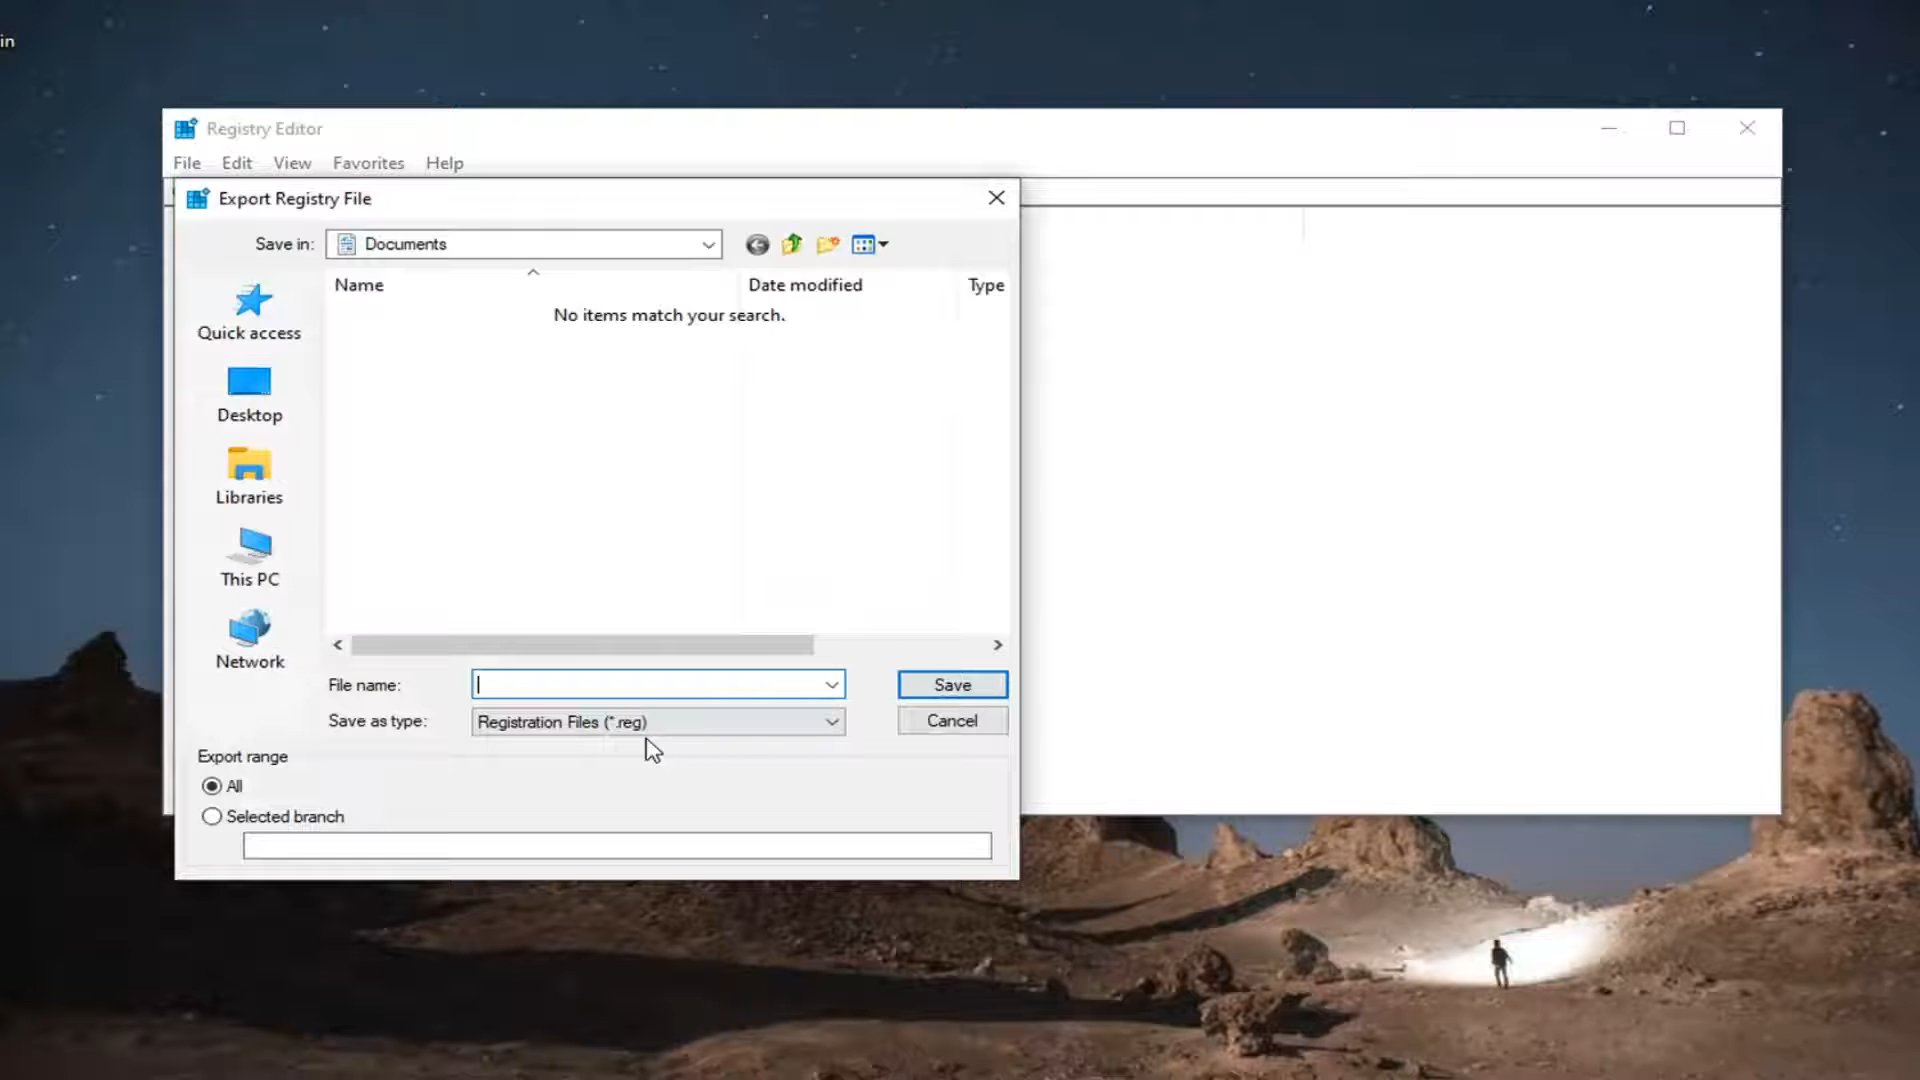 in
Registry Editor
File Edit View Favorites Help
Export Registry File
Save in: Documents
Name Date modified Type
No items match your search.
Quick access
Desktop
Libraries
This PC
Network
File name: Save
Save as type: Registration Files (*.reg) Cancel
Export range
All
Selected branch